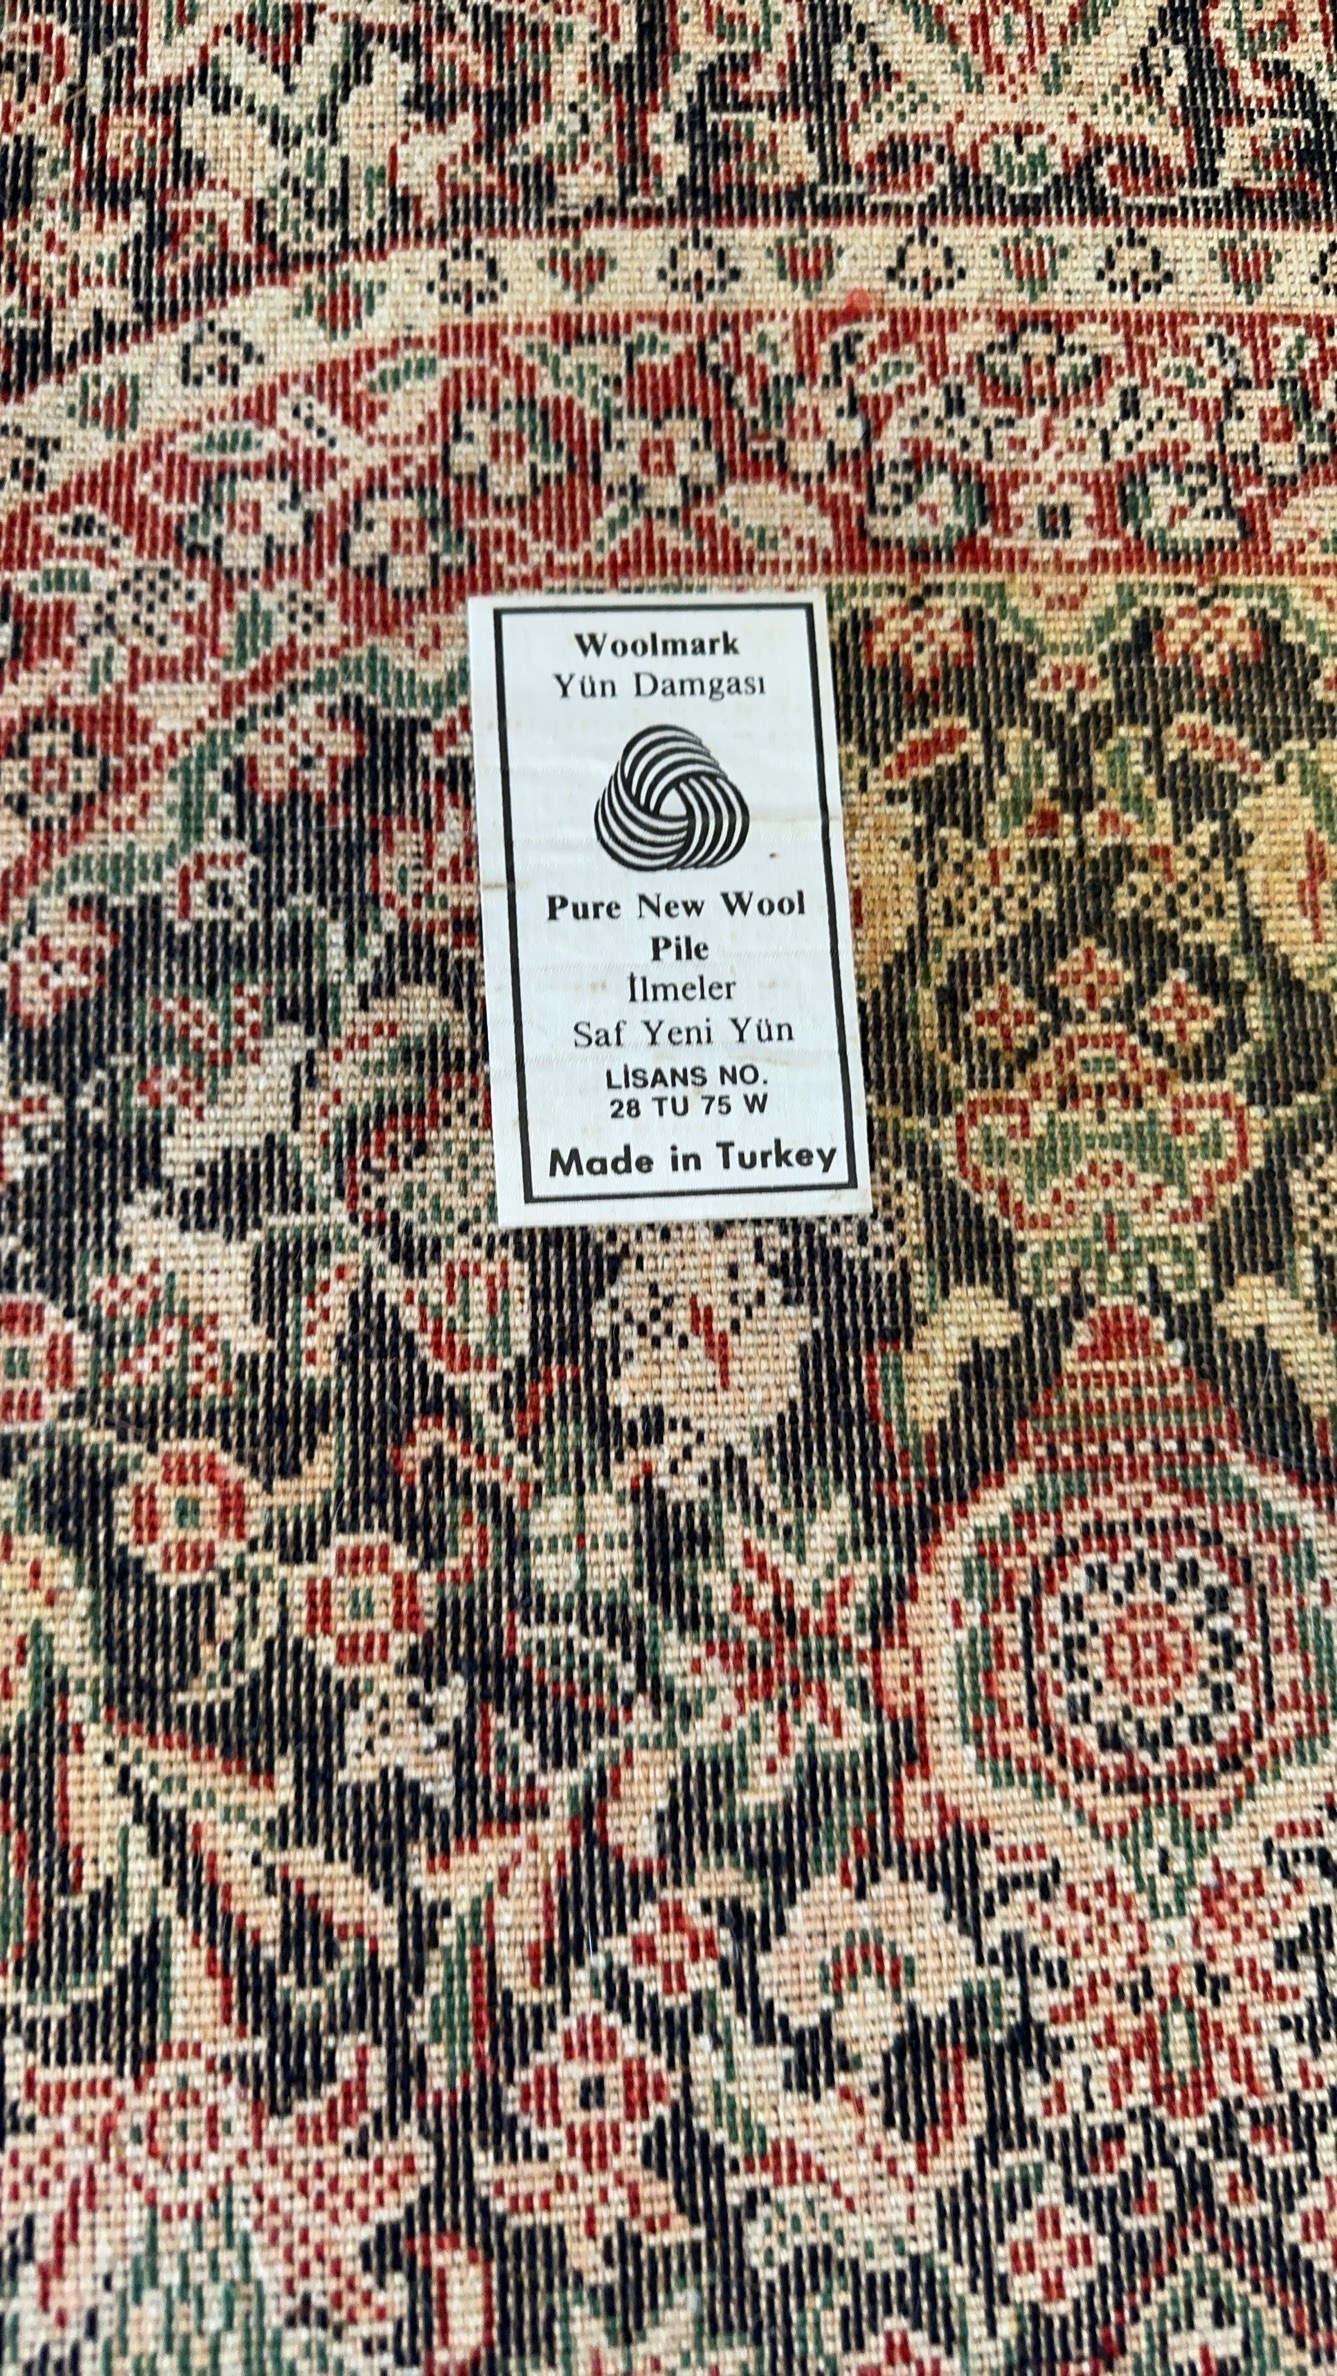 Woolmark
Yün Damgası
Pure New Wool
Pile
İlmeler
Saf Yeni Yün
LİSANS NO.
28 TU 75 W
Made in Turkey